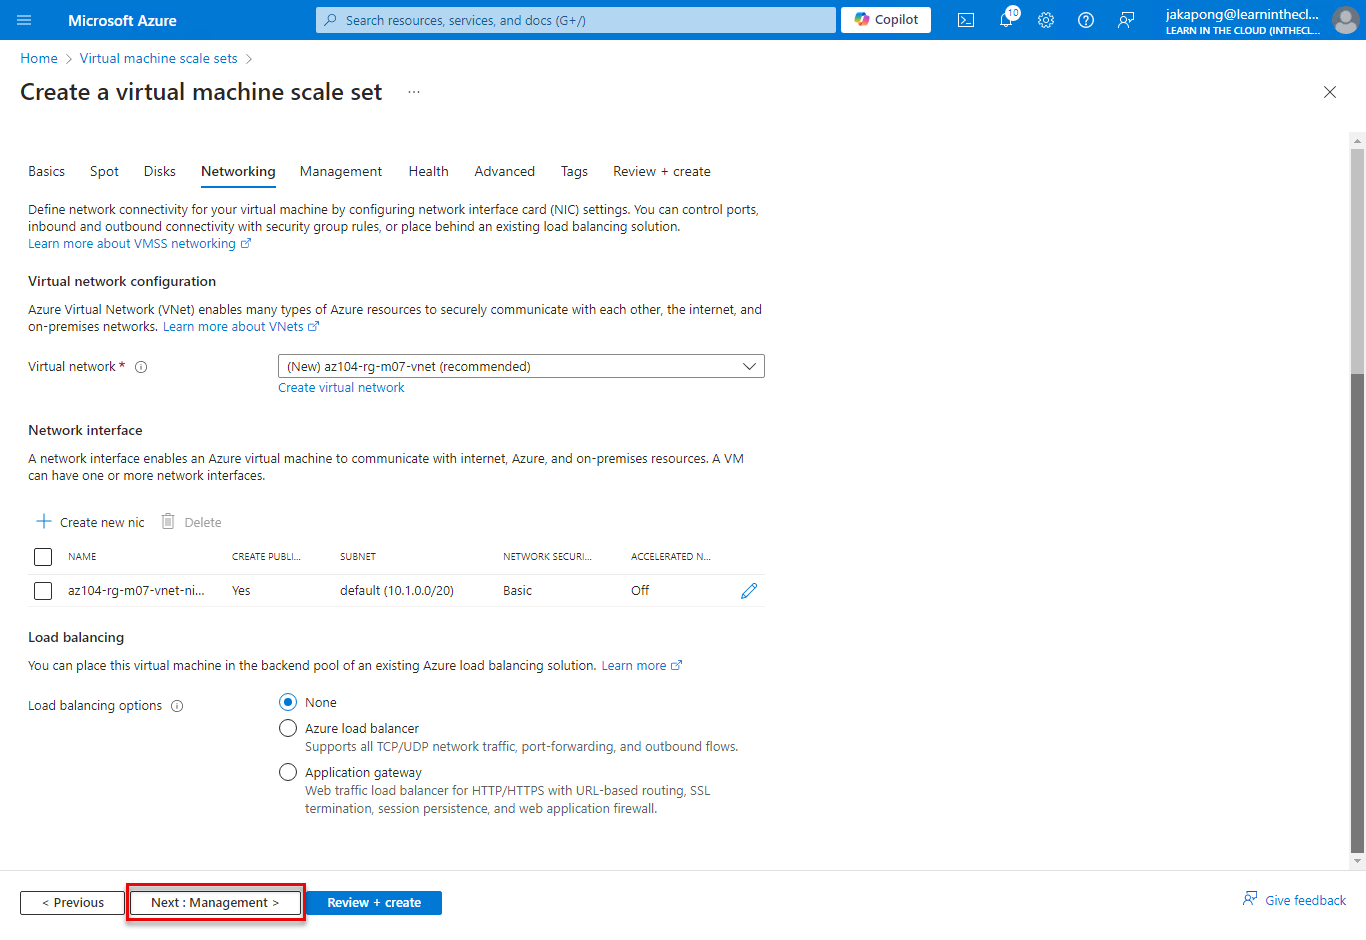 Microsoft Azure
Search resources, services, and docs (G+/)
Copilot
10
jakapong@learninthecl...
LEARN IN THE CLOUD (INTHECL...
Home > Virtual machine scale sets >
Create a virtual machine scale set ...
Basics Spot Disks Networking Management Health Advanced Tags Review + create
Define network connectivity for your virtual machine by configuring network interface card (NIC) settings. You can control ports,
inbound and outbound connectivity with security group rules, or place behind an existing load balancing solution.
Learn more about VMSS networking
Virtual network configuration
Azure Virtual Network (VNet) enables many types of Azure resources to securely communicate with each other, the internet, and
on-premises networks. Learn more about VNets
Virtual network *
(New) az104-rg-m07-vnet (recommended)
Create virtual network
Network interface
A network interface enables an Azure virtual machine to communicate with internet, Azure, and on-premises resources. A VM
can have one or more network interfaces.
Create new nic Delete
NAME CREATE PUBLI... SUBNET NETWORK SECURI... ACCELERATED N...
az104-rg-m07-vnet-ni... Yes default (10.1.0.0/20) Basic Off
Load balancing
You can place this virtual machine in the backend pool of an existing Azure load balancing solution. Learn more
Load balancing options
None
Azure load balancer
Supports all TCP/UDP network traffic, port-forwarding, and outbound flows.
Application gateway
Web traffic load balancer for HTTP/HTTPS with URL-based routing, SSL
termination, session persistence, and web application firewall.
< Previous
Next : Management >
Review + create
Give feedback